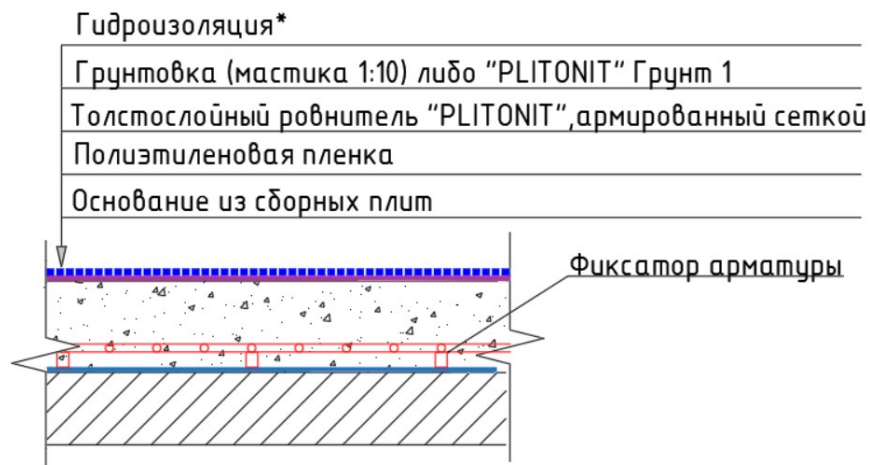 Гидроизоляция*
Грунтовка (мастика 1:10) либо "PLITONIT" Грунт 1
Толстослойный ровнитель "PLITONIT",армированный сеткой
Полиэтиленовая пленка
Основание из сборных плит
Фиксатор арматуры